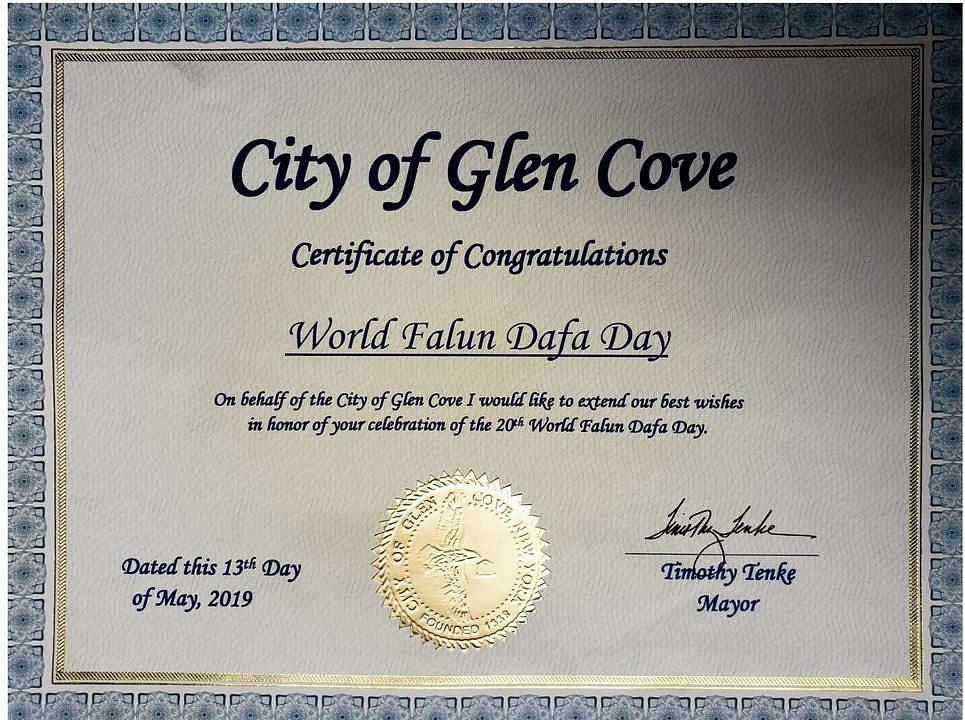 City of Glen Cove
Certificate of Congratulations
World Falun Dafa Day
On behalf of the City of Glen Cove I would like to extend our best wishes
in honor of your celebration of the 20th World Falun Dafa Day.
CITY OF GLEN COVE, NEW YORK
FOUNDED
Timothy Tenke
Dated this 13th Day
of May, 2019
Timothy Tenke
Mayor